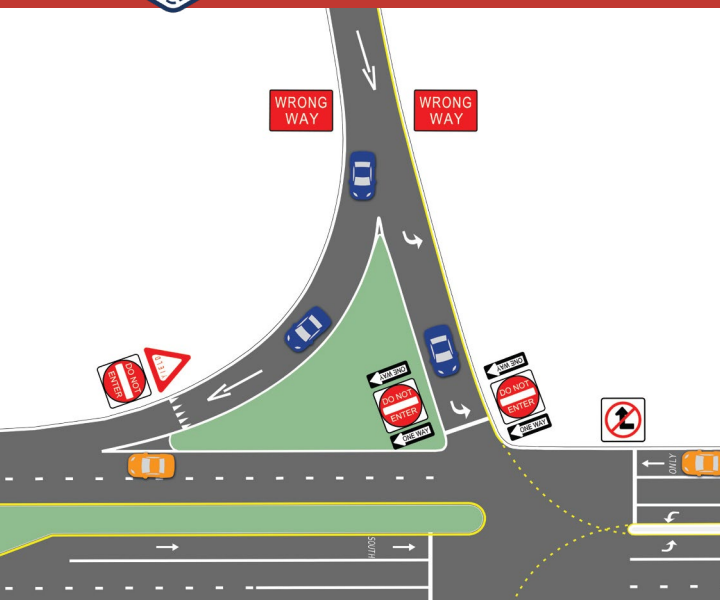 WRONG
WAY
WRONG
WAY
DO NOT
ENTER
YIELD
ONE WAY
DO NOT
ENTER
ONE WAY
ONE WAY
DO NOT
ENTER
ONE WAY
ONLY
SOUTH